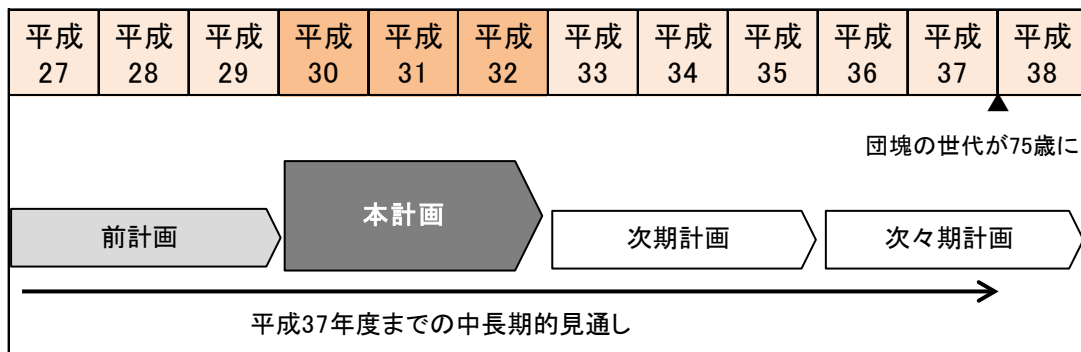 平成 平成 平成 平成 平成 平成 平成 平成 平成 平成 平成 平成
27 28 29 30 31 32 33 34 35 36 37 38
団塊の世代が75歳に
本計画
前計画 次期計画 次々期計画
平成37年度までの中長期的見通し